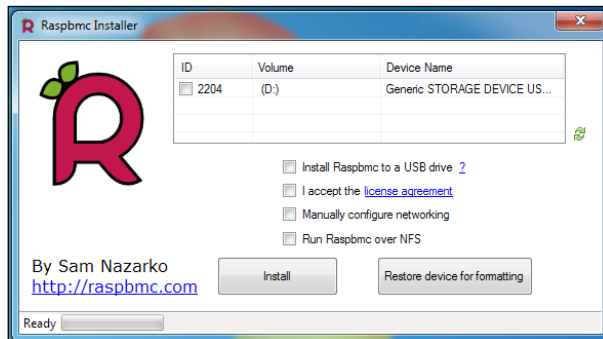 Raspbmc Installer
x
ID Volume Device Name
2204 (D:) Generic STORAGE DEVICE US...
Install Raspbmc to a USB drive ?
I accept the license agreement
Manually configure networking
Run Raspbmc over NFS
By Sam Nazarko
http://raspbmc.com
Install Restore device for formatting
Ready